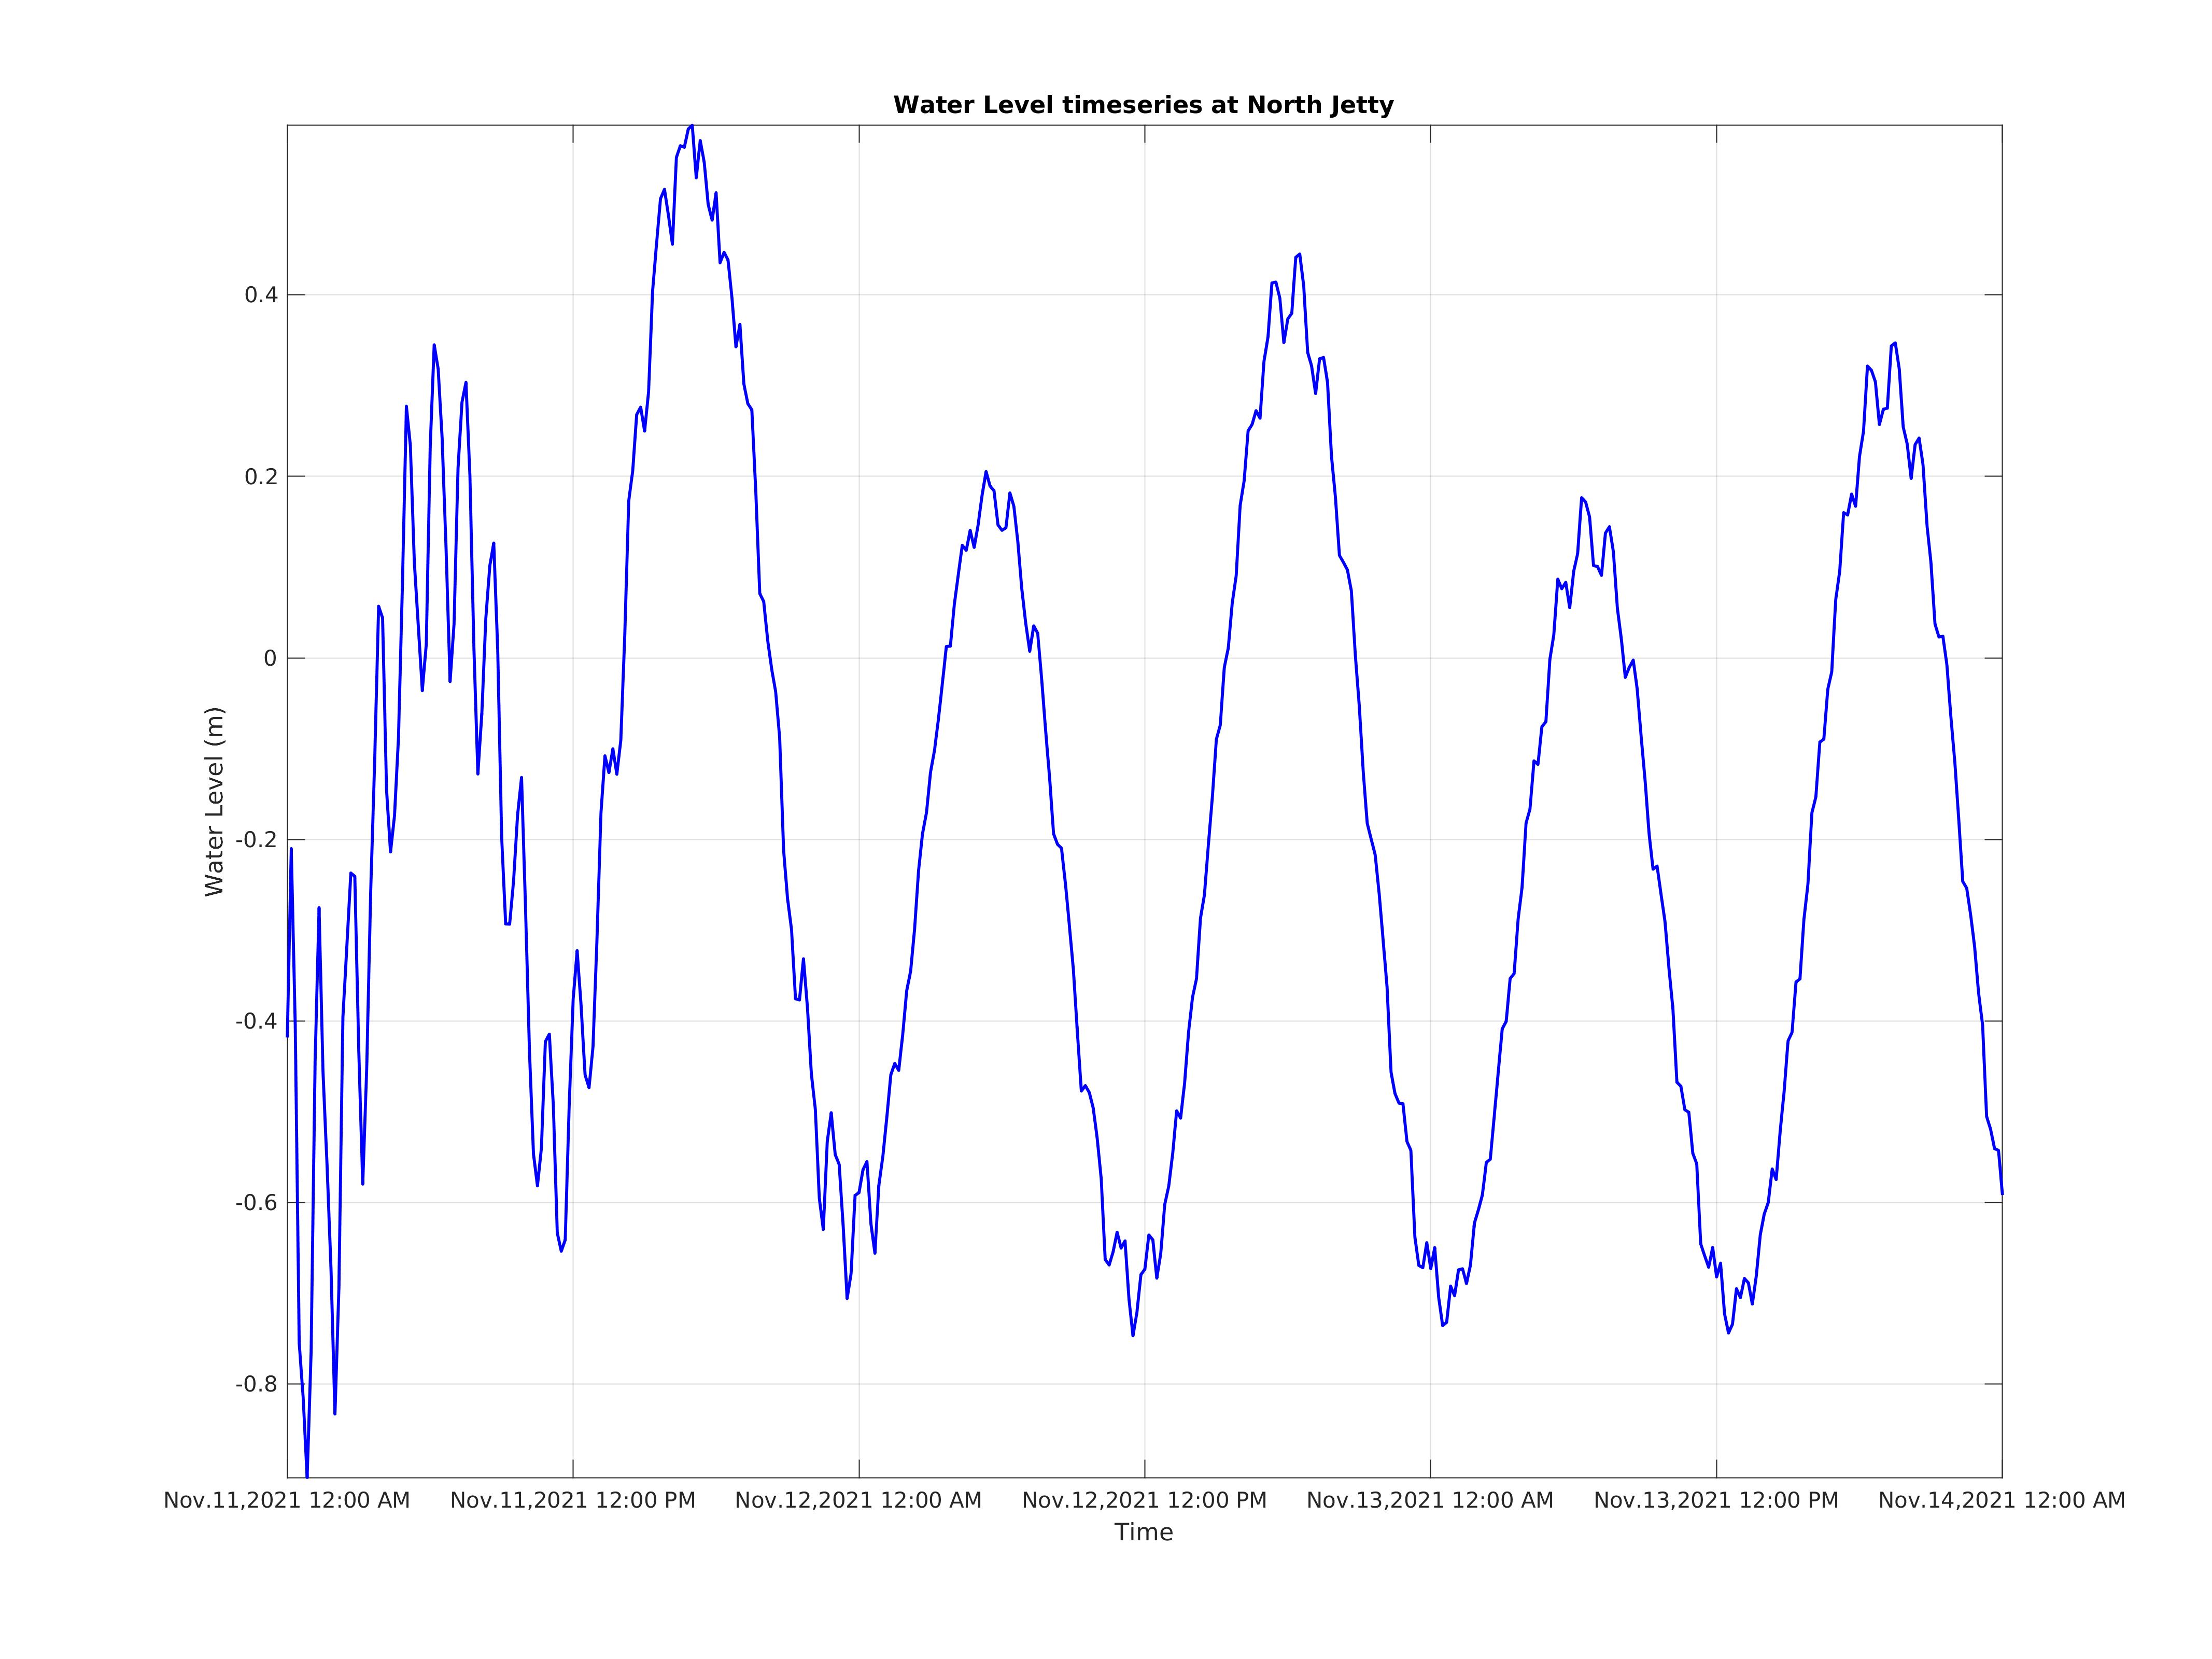 Water Level timeseries at North Jetty
Water Level (m)
0.4
0.2
0
-0.2
-0.4
-0.6
-0.8
Nov.11,2021 12:00 AM
Nov.11,2021 12:00 PM
Nov.12,2021 12:00 AM
Nov.12,2021 12:00 PM
Nov.13,2021 12:00 AM
Nov.13,2021 12:00 PM
Nov.14,2021 12:00 AM
Time